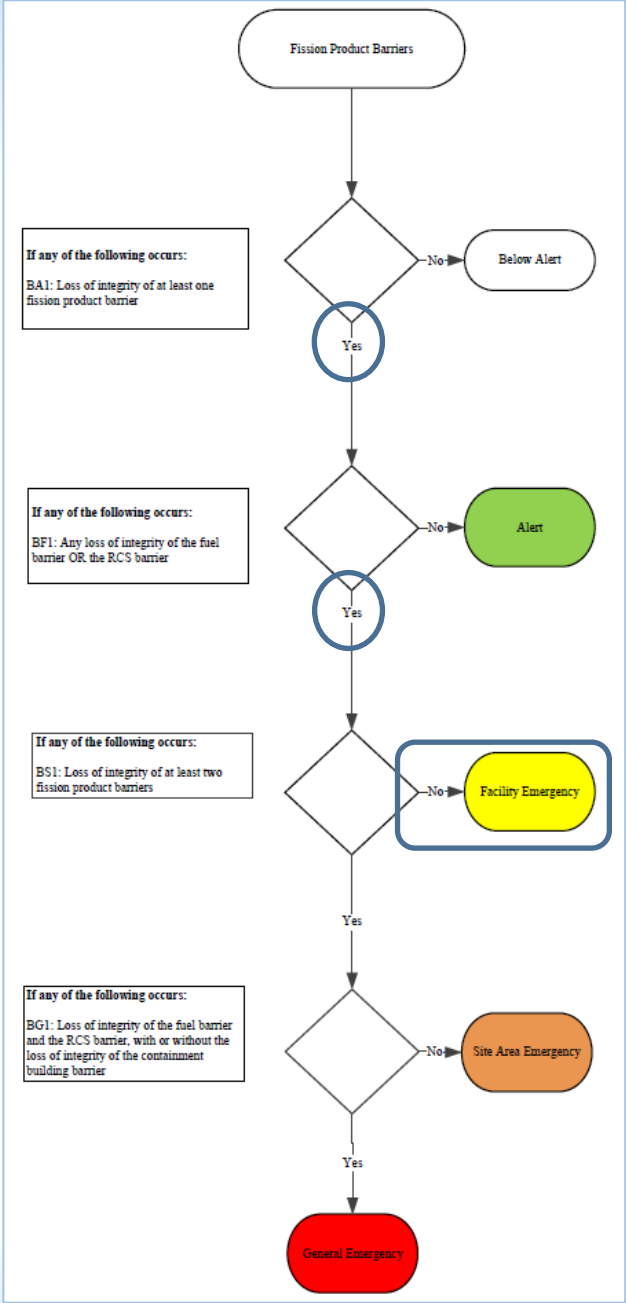 Fission Product Barriers
If any of the following occurs:
BA1: Loss of integrity of at least one
fission product barrier
No
Below Alert
Yes
If any of the following occurs:
BF1: Any loss of integrity of the fuel
barrier OR the RCS barrier
No
Alert
Yes
If any of the following occurs:
BS1: Loss of integrity of at least two
fission product barriers
No
Facility Emergency
Yes
If any of the following occurs:
BG1: Loss of integrity of the fuel barrier
and the RCS barrier, with or without the
loss of integrity of the containment
building barrier
No
Site Area Emergency
Yes
General Emergency